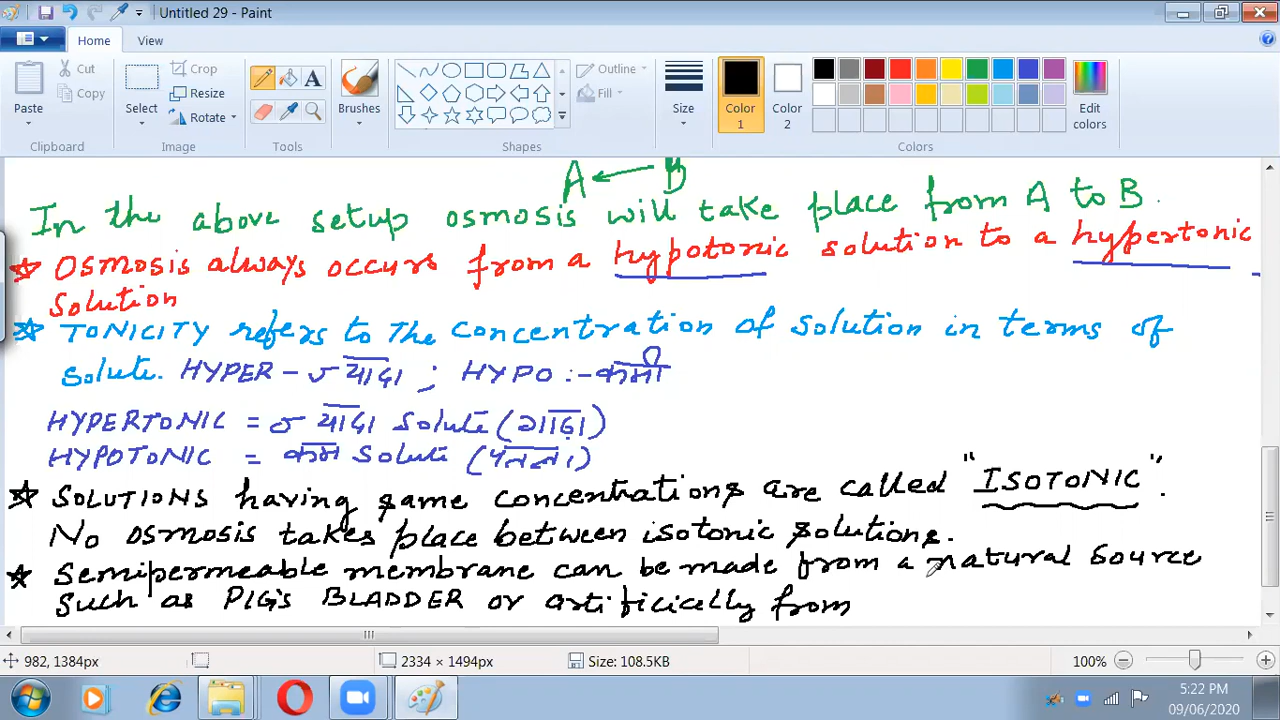 Untitled 29 - Paint
Home View
Cut
Copy
Paste
Clipboard
Select
Crop
Resize
Rotate
Image
Tools
Brushes
Outline
Fill
Shapes
Size
Color 1
Color 2
Edit colors
Colors
A ← B
In the above setup osmosis will take place from A to B.
☆ Osmosis always occurs from a hypotonic solution to a hypertonic
solution
☆ TONICITY refers to the concentration of solution in terms of
solute. HYPER - ज्यादा ; HYPO :- कमी
HYPERTONIC = ज्यादा Solute (गाढ़ा)
HYPOTONIC = कम Solute (पतला)
☆ SOLUTIONS having same concentrations are called "ISOTONIC".
No osmosis takes place between isotonic solutions.
☆ Semipermeable membrane can be made from a natural source
such as PIG's BLADDER or artificially from
982, 1384px
2334 × 1494px
Size: 108.5KB
100%
5:22 PM
09/06/2020